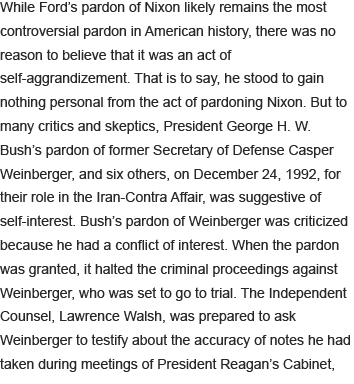 While Ford’s pardon of Nixon likely remains the most
controversial pardon in American history, there was no
reason to believe that it was an act of
self-aggrandizement. That is to say, he stood to gain
nothing personal from the act of pardoning Nixon. But to
many critics and skeptics, President George H. W.
Bush’s pardon of former Secretary of Defense Casper
Weinberger, and six others, on December 24, 1992, for
their role in the Iran-Contra Affair, was suggestive of
self-interest. Bush’s pardon of Weinberger was criticized
because he had a conflict of interest. When the pardon
was granted, it halted the criminal proceedings against
Weinberger, who was set to go to trial. The Independent
Counsel, Lawrence Walsh, was prepared to ask
Weinberger to testify about the accuracy of notes he had
taken during meetings of President Reagan’s Cabinet,